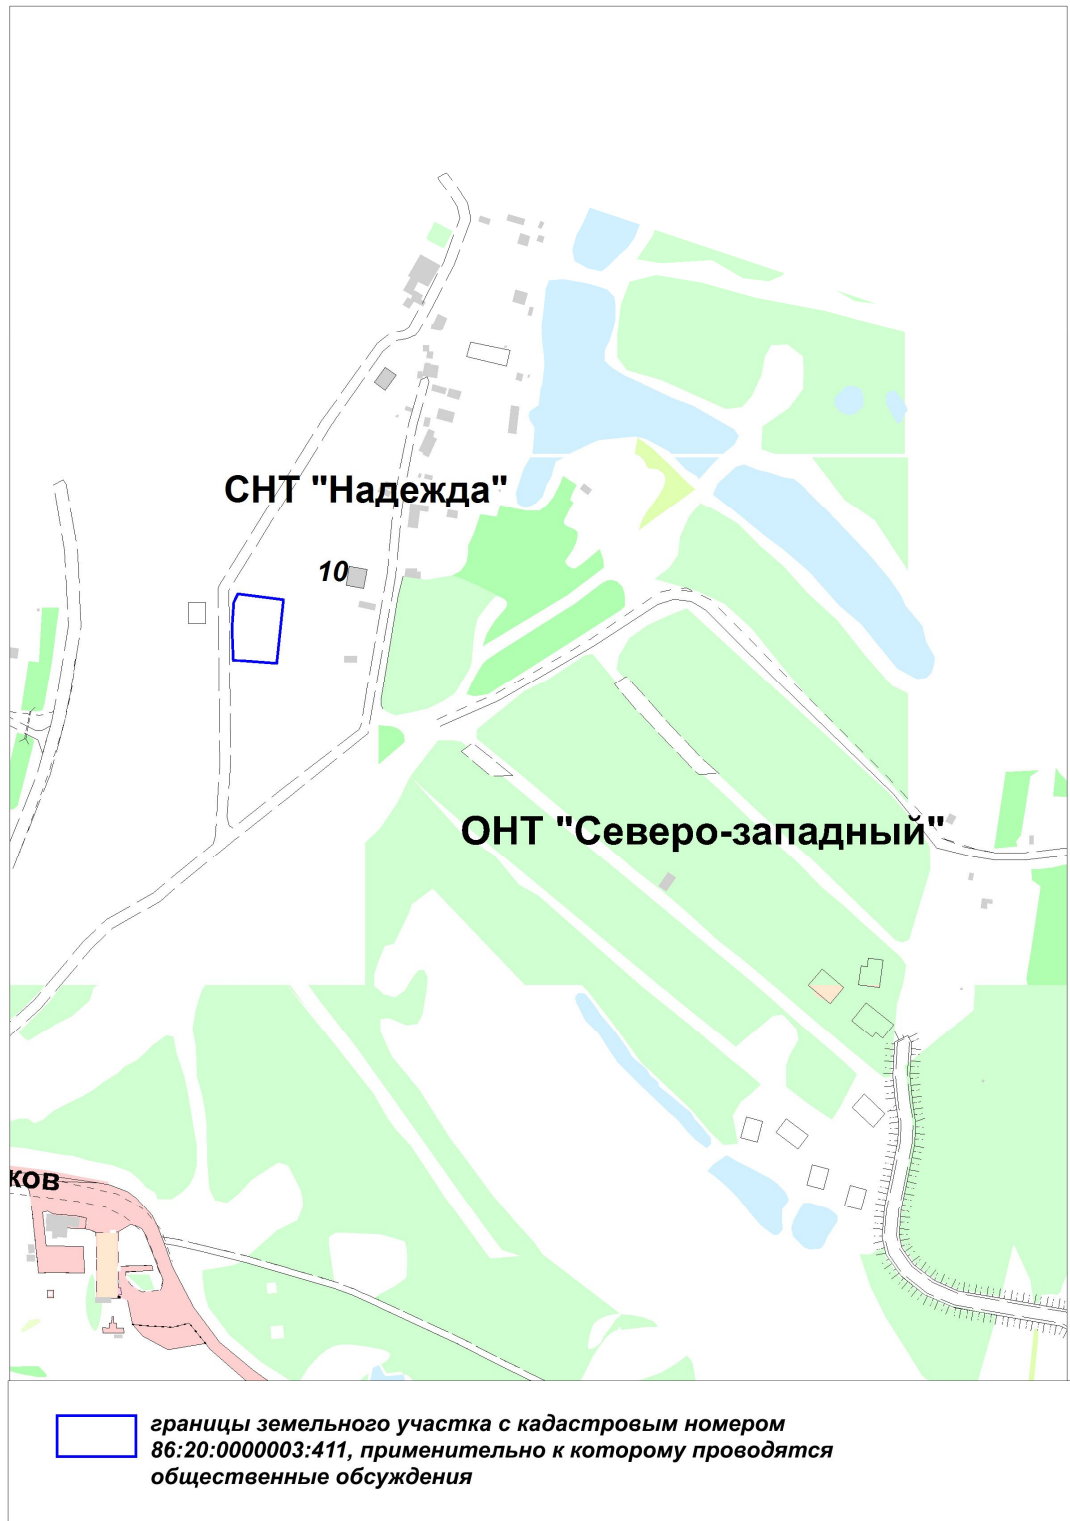 СНТ "Надежда"
10
ОНТ "Северо-западный"
ков
границы земельного участка с кадастровым номером
86:20:0000003:411, применительно к которому проводятся
общественные обсуждения